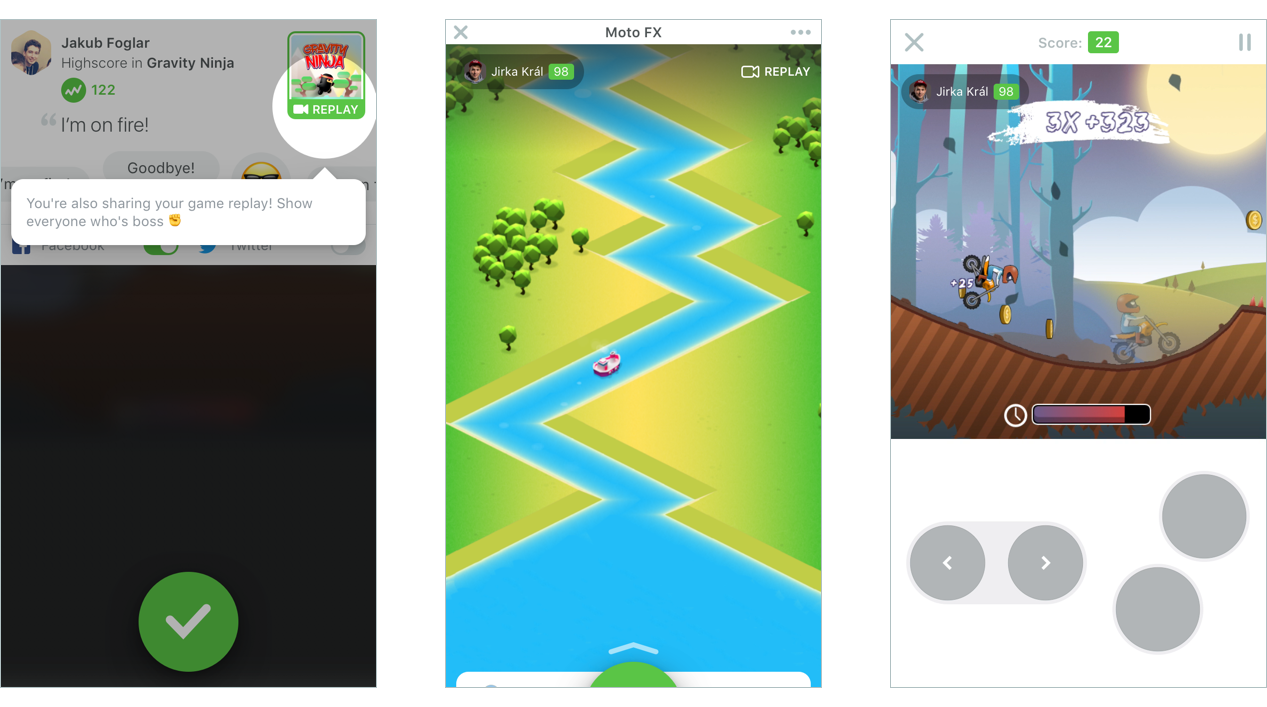 Jakub Foglar
Highscore in Gravity Ninja
122
GRAVITY
NINJA
REPLAY
“ I’m on fire!
Goodbye!
You're also sharing your game replay! Show
everyone who's boss ✊
Facebook
Twitter
Moto FX
Jirka Král 98
REPLAY
Score: 22
Jirka Král 98
3X +323
+25